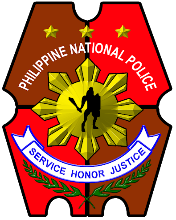 PHILIPPINE NATIONAL POLICE
SERVICE HONOR JUSTICE